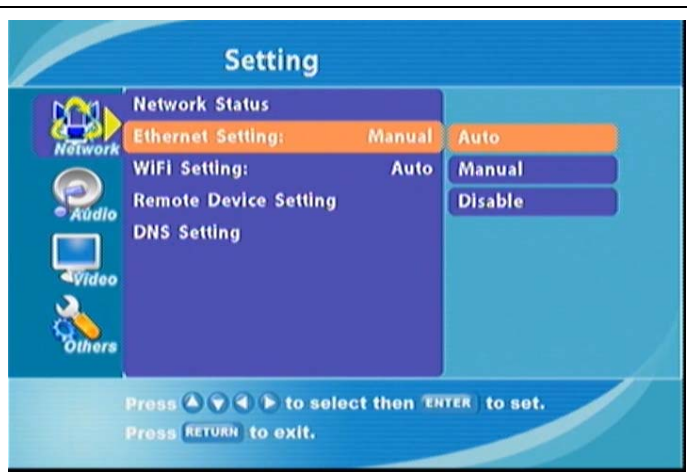 Setting
Network
Audio
Video
Others
Network Status
Ethernet Setting: Manual
WiFi Setting: Auto
Remote Device Setting
DNS Setting
Auto
Manual
Disable
Press to select then ENTER to set.
Press RETURN to exit.